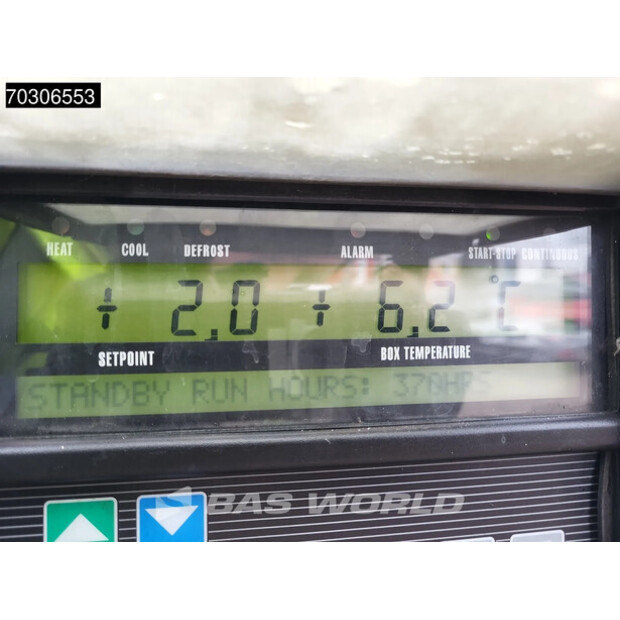 70306553
HEAT COOL DEFROST ALARM START-STOP CONTINUOUS
+ 2,0 + 6,2 °C
SETPOINT BOX TEMPERATURE
STANDBY RUN HOURS: 370HRS
BAS WORLD